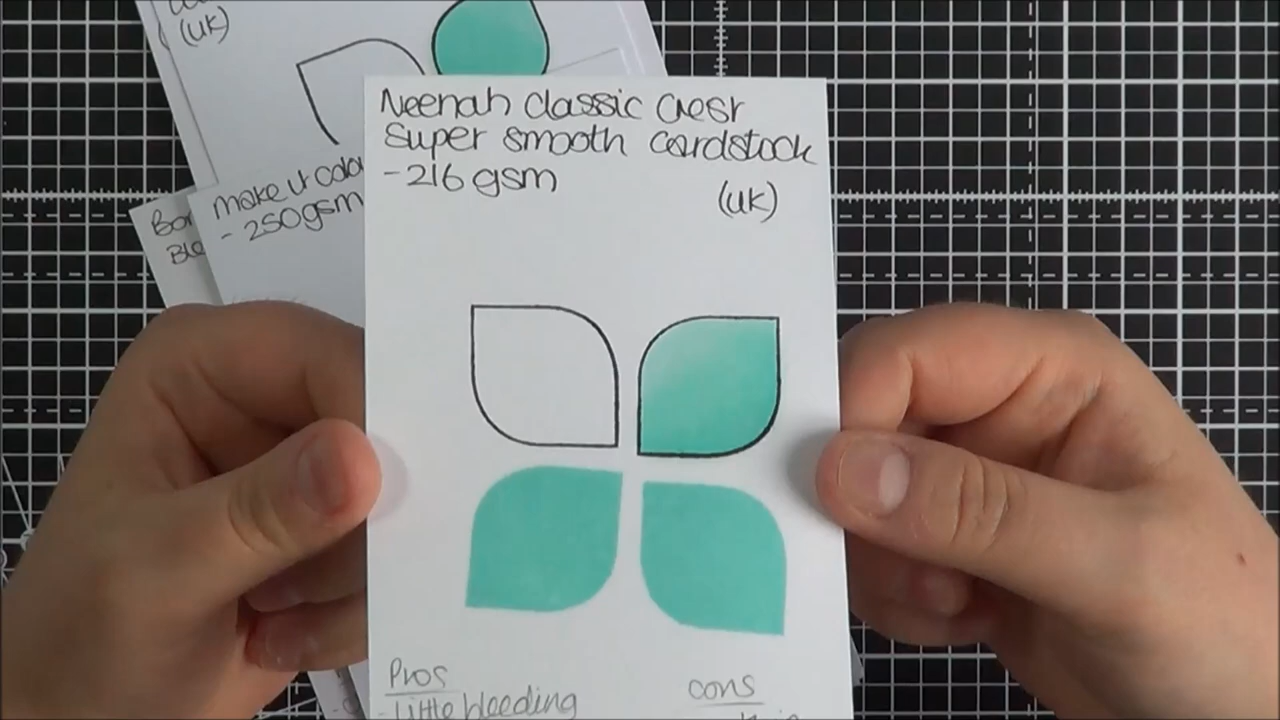 (UK)
Make It Colo
- 250gsm
Neenah Classic Crest
Super smooth cardstock
- 216 gsm
(UK)
Pros
- Little bleeding
cons